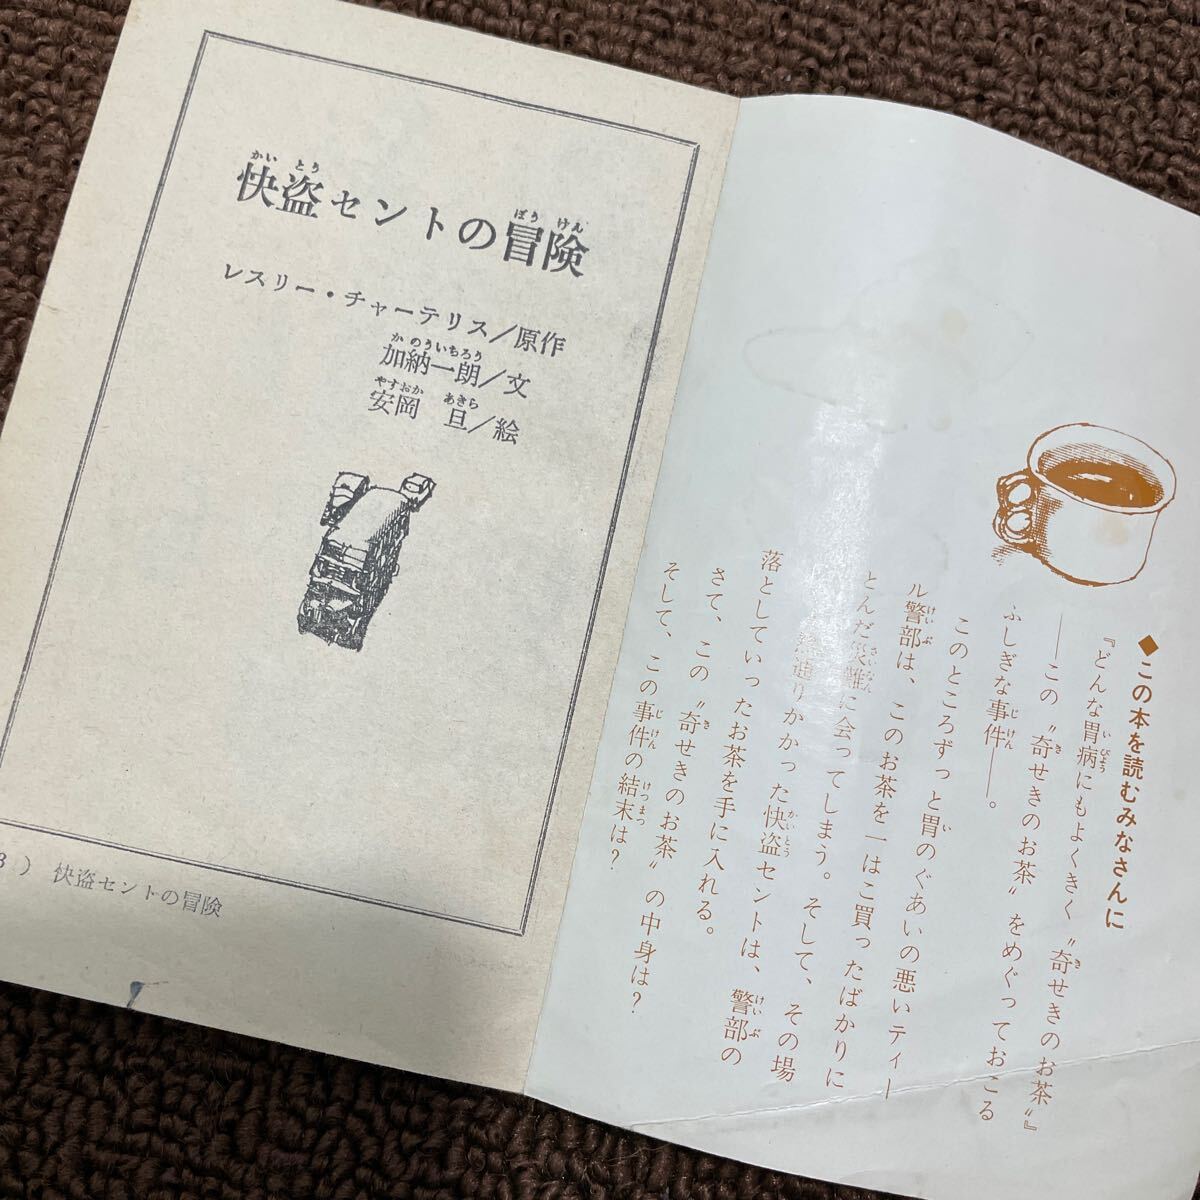 快盗セントの冒険
レスリー・チャーテリス/原作
加納一朗/文
安岡 旦/絵
3) 快盗セントの冒険
◆この本を読むみなさんに
『どんな胃病にもよくきく〝奇せきのお茶〟』
――この〝奇せきのお茶〟をめぐっておこる
ふしぎな事件――。
このところずっと胃のぐあいの悪いティー
ル警部は、このお茶を一はこ買ったばかりに
とんだ災難に会ってしまう。そして、その場
通りかかった快盗セントは、警部の
落としていったお茶を手に入れる。
さて、この〝奇せきのお茶〟の中身は?
そして、この事件の結末は?